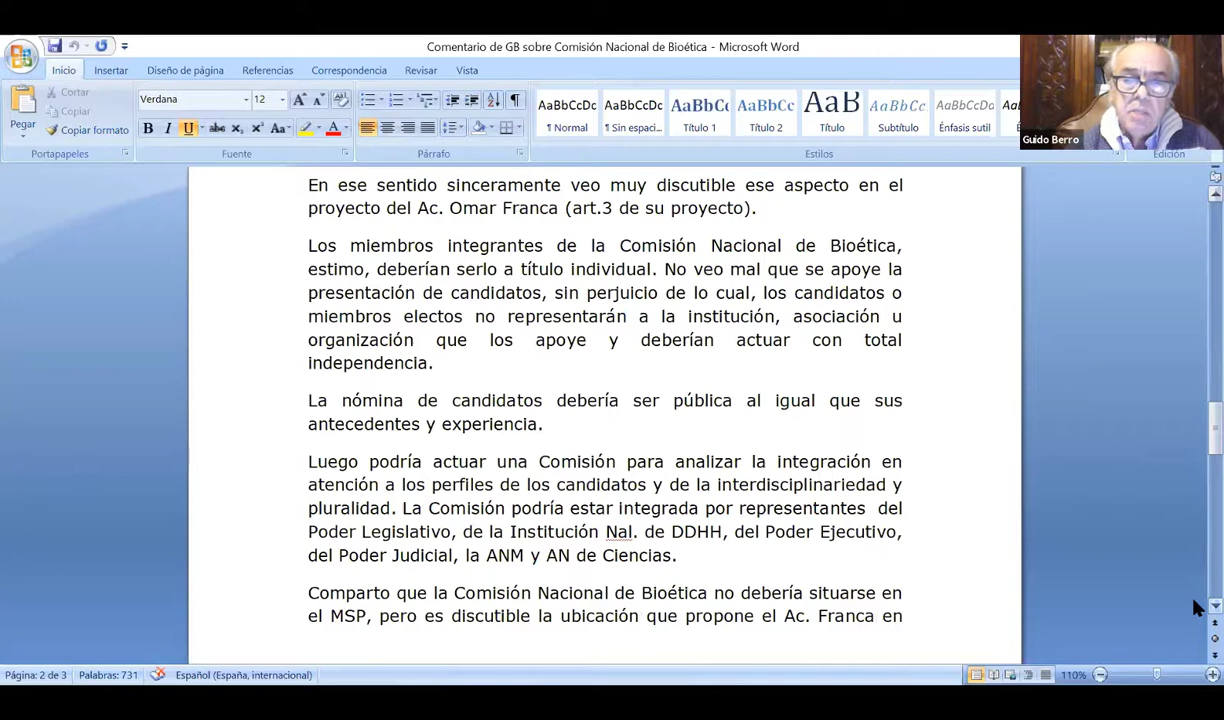 Comentario de GB sobre Comisión Nacional de Bioética - Microsoft Word
Inicio Insertar Diseño de página Referencias Correspondencia Revisar Vista
Pegar
Cortar
Copiar
Copiar formato
Portapapeles
Verdana 12
N K S abc x₂ x² Aa A
Fuente
Párrafo
AaBbCcDc AaBbCcDc AaBbCc AaBbCc AaB AaBbCc AaBbCcDc
¶ Normal ¶ Sin espaci... Título 1 Título 2 Título Subtítulo Énfasis sutil
Estilos
Edición
Guido Berro
En ese sentido sinceramente veo muy discutible ese aspecto en el
proyecto del Ac. Omar Franca (art.3 de su proyecto).
Los miembros integrantes de la Comisión Nacional de Bioética,
estimo, deberían serlo a título individual. No veo mal que se apoye la
presentación de candidatos, sin perjuicio de lo cual, los candidatos o
miembros electos no representarán a la institución, asociación u
organización que los apoye y deberían actuar con total
independencia.
La nómina de candidatos debería ser pública al igual que sus
antecedentes y experiencia.
Luego podría actuar una Comisión para analizar la integración en
atención a los perfiles de los candidatos y de la interdisciplinariedad y
pluralidad. La Comisión podría estar integrada por representantes del
Poder Legislativo, de la Institución Nal. de DDHH, del Poder Ejecutivo,
del Poder Judicial, la ANM y AN de Ciencias.
Comparto que la Comisión Nacional de Bioética no debería situarse en
el MSP, pero es discutible la ubicación que propone el Ac. Franca en
Página: 2 de 3 Palabras: 731 Español (España, internacional) 110%